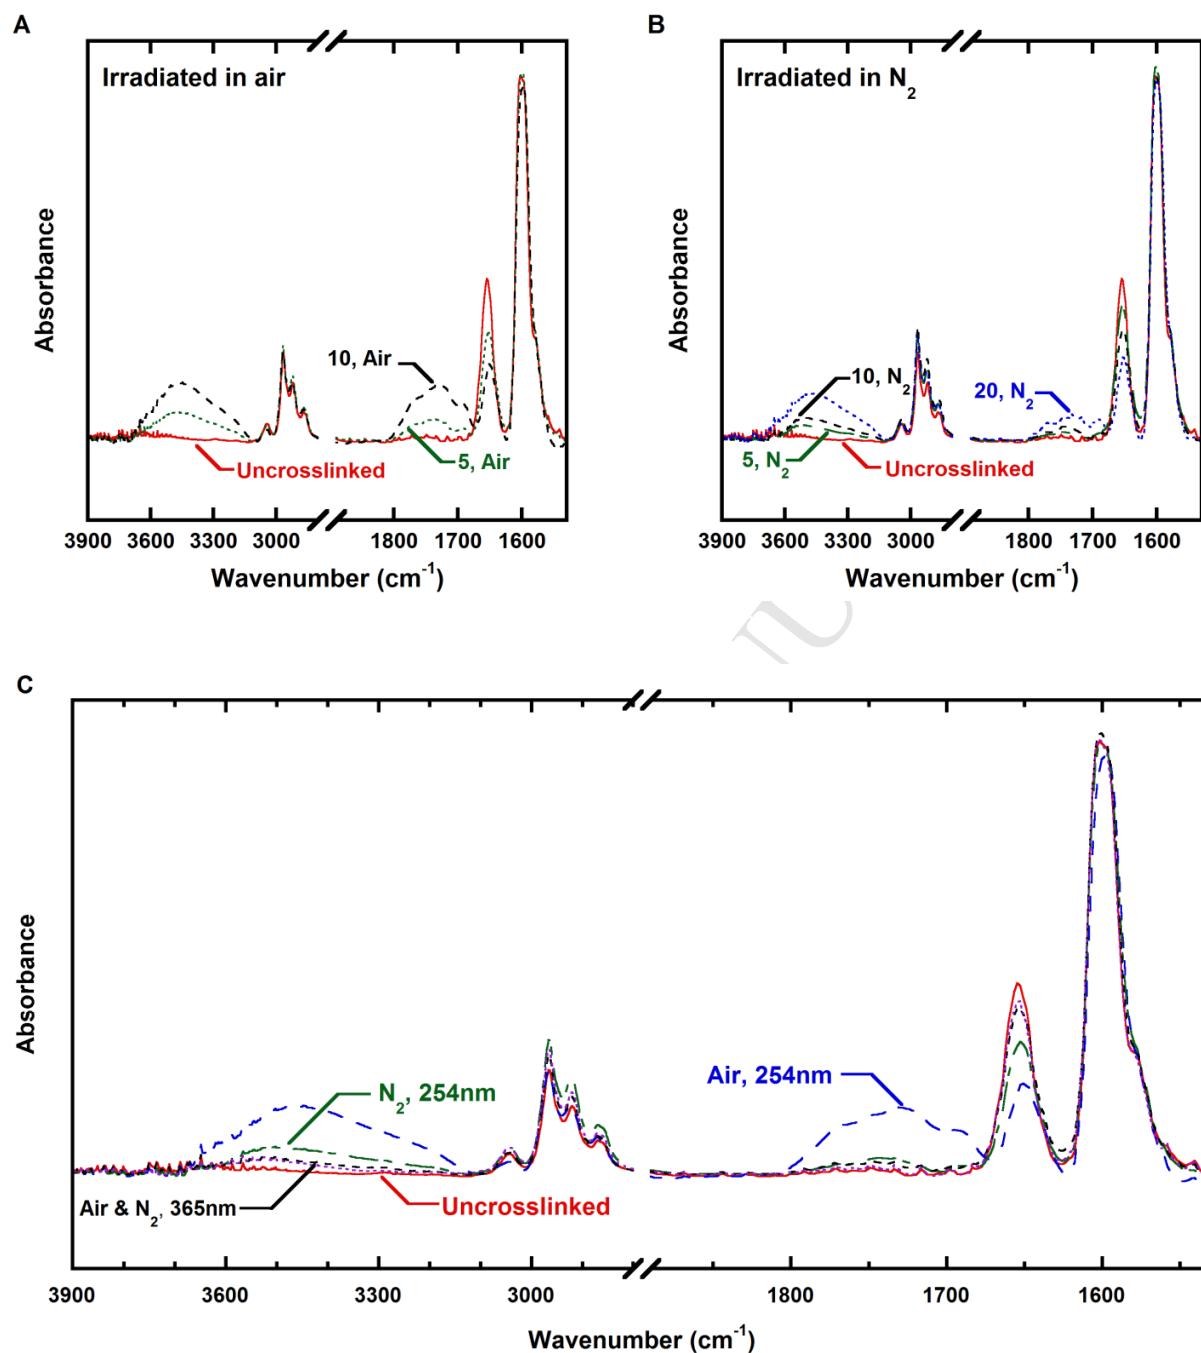 A
Irradiated in air
Absorbance
10, Air
5, Air
Uncrosslinked
3900 3600 3300 3000 1800 1700 1600
Wavenumber (cm⁻¹)
B
Irradiated in N₂
Absorbance
10, N₂
20, N₂
5, N₂
Uncrosslinked
3900 3600 3300 3000 1800 1700 1600
Wavenumber (cm⁻¹)
C
Absorbance
N₂, 254nm
Air, 254nm
Air & N₂, 365nm
Uncrosslinked
3900 3600 3300 3000 1800 1700 1600
Wavenumber (cm⁻¹)